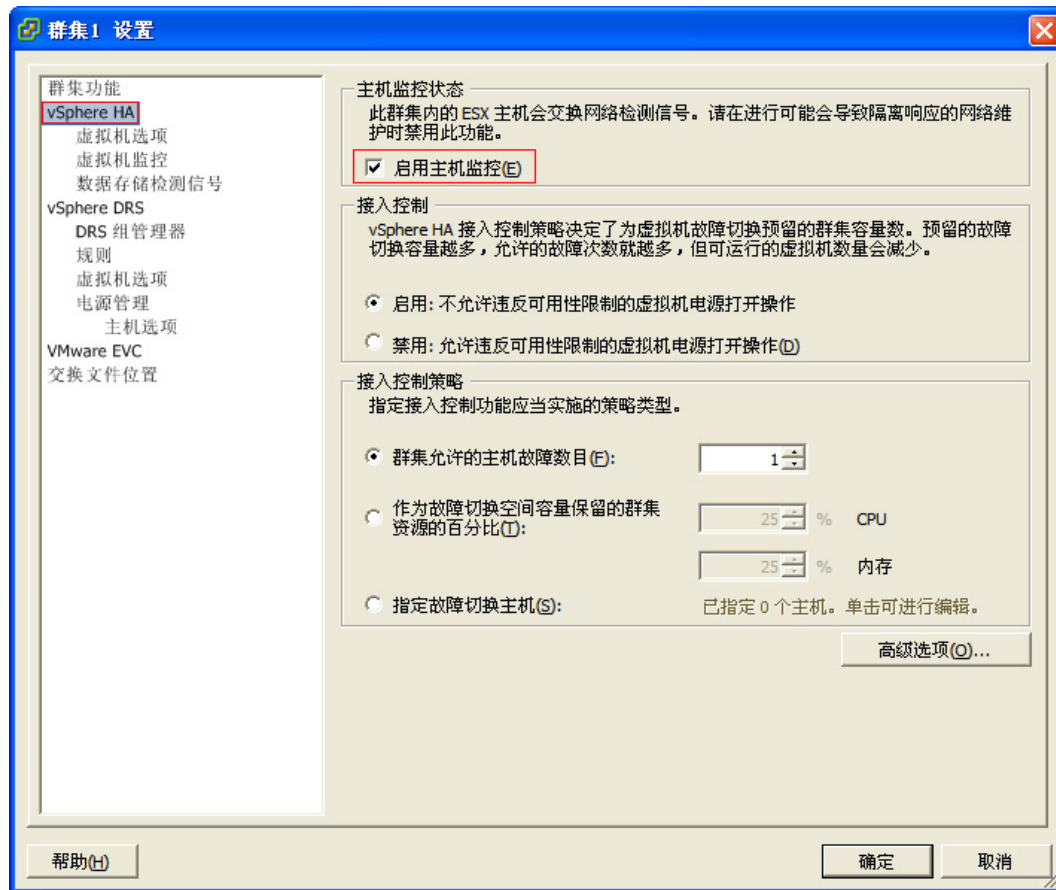 群集1 设置
群集功能
vSphere HA
虚拟机选项
虚拟机监控
数据存储检测信号
vSphere DRS
DRS 组管理器
规则
虚拟机选项
电源管理
主机选项
VMware EVC
交换文件位置
主机监控状态
此群集内的 ESX 主机会交换网络检测信号。请在进行可能会导致隔离响应的网络维
护时禁用此功能。
启用主机监控(E)
接入控制
vSphere HA 接入控制策略决定了为虚拟机故障切换预留的群集容量数。预留的故障
切换容量越多，允许的故障次数就越多，但可运行的虚拟机数量会减少。
启用: 不允许违反可用性限制的虚拟机电源打开操作
禁用: 允许违反可用性限制的虚拟机电源打开操作(D)
接入控制策略
指定接入控制功能应当实施的策略类型。
群集允许的主机故障数目(F): 1
作为故障切换空间容量保留的群集
资源的百分比(T):
25 % CPU
25 % 内存
指定故障切换主机(S): 已指定 0 个主机。单击可进行编辑。
高级选项(O)...
帮助(H) 确定 取消